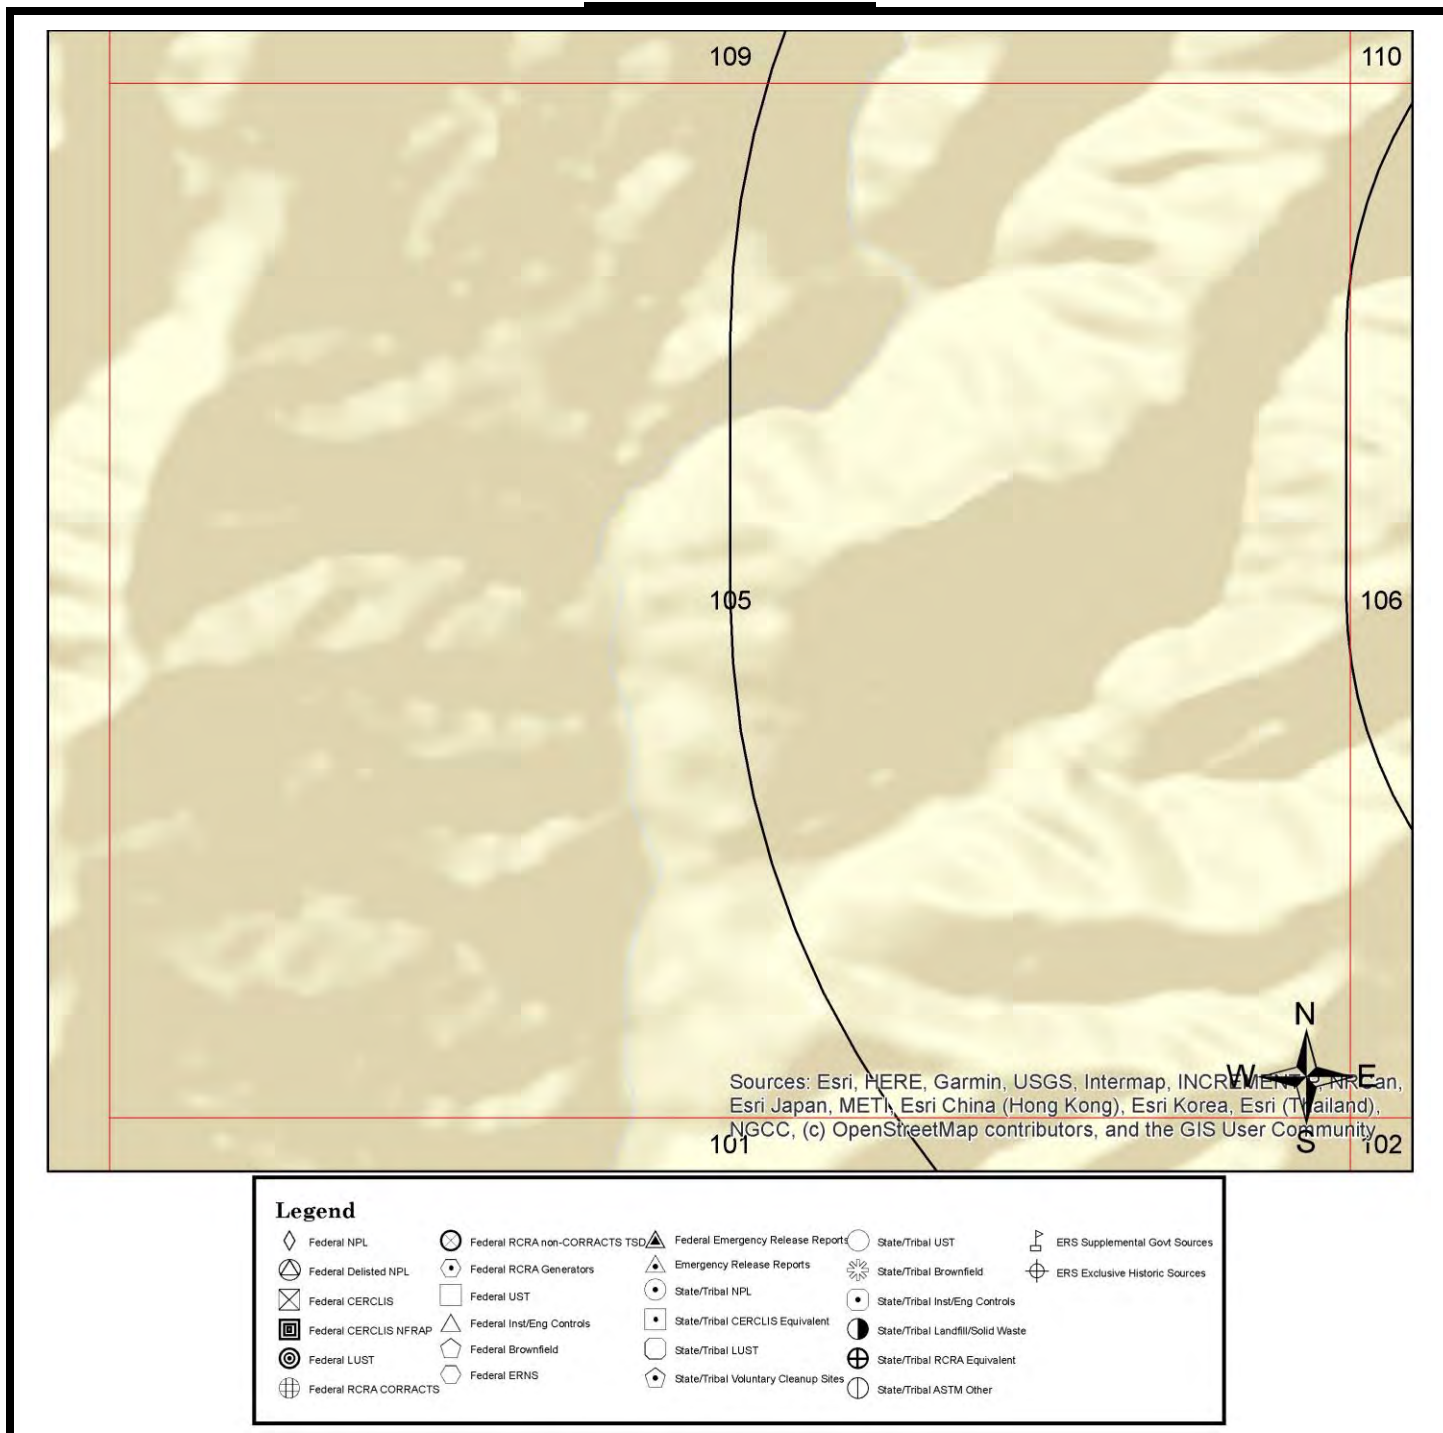 109
110
105
106
N
W E
Sources: Esri, HERE, Garmin, USGS, Intermap, INCREMENT P, NRCan,
Esri Japan, METI, Esri China (Hong Kong), Esri Korea, Esri (Thailand),
NGCC, (c) OpenStreetMap contributors, and the GIS User Community
S
101
102
Legend
Federal NPL
Federal Delisted NPL
Federal CERCLIS
Federal CERCLIS NFRAP
Federal LUST
Federal RCRA CORRACTS
Federal RCRA non-CORRACTS TSD
Federal RCRA Generators
Federal UST
Federal Inst/Eng Controls
Federal Brownfield
Federal ERNS
Federal Emergency Release Reports
Emergency Release Reports
State/Tribal NPL
State/Tribal CERCLIS Equivalent
State/Tribal LUST
State/Tribal Voluntary Cleanup Sites
State/Tribal UST
State/Tribal Brownfield
State/Tribal Inst/Eng Controls
State/Tribal Landfill/Solid Waste
State/Tribal RCRA Equivalent
State/Tribal ASTM Other
ERS Supplemental Govt Sources
ERS Exclusive Historic Sources